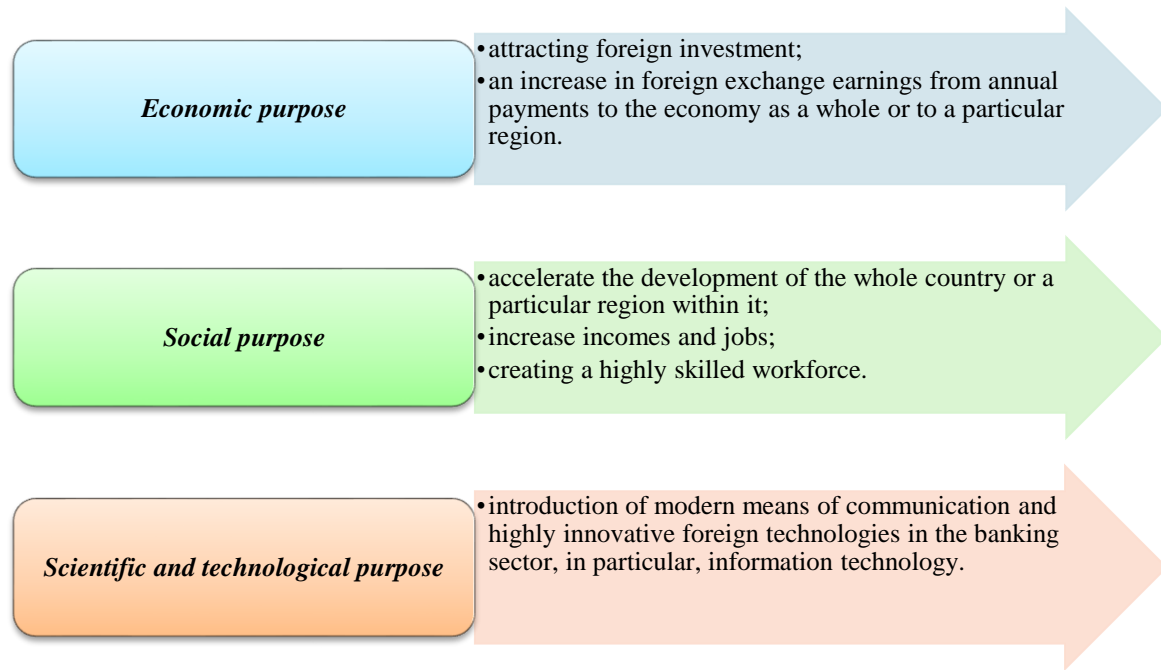 Economic purpose
•attracting foreign investment;
•an increase in foreign exchange earnings from annual
payments to the economy as a whole or to a particular
region.
Social purpose
•accelerate the development of the whole country or a
particular region within it;
•increase incomes and jobs;
•creating a highly skilled workforce.
Scientific and technological purpose
•introduction of modern means of communication and
highly innovative foreign technologies in the banking
sector, in particular, information technology.